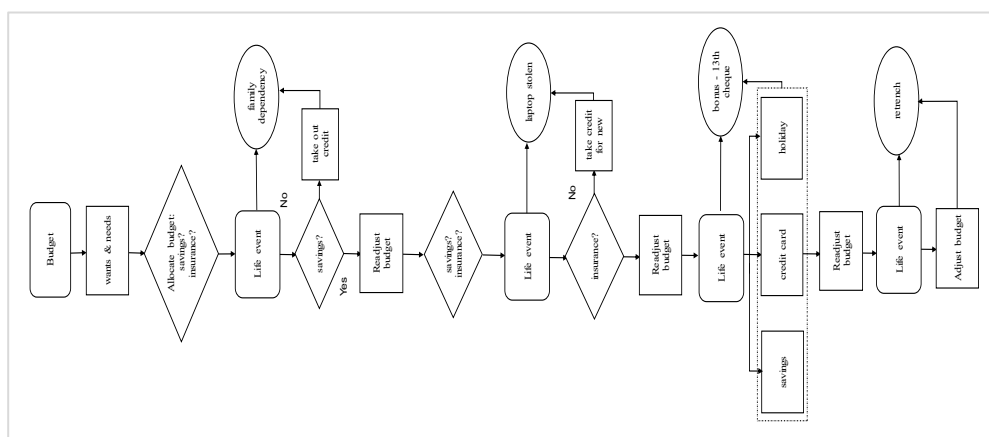 Budget
wants & needs
Allocate budget:
savings?
insurance?
Life event
family
dependency
No
take out
credit
savings?
Yes
Readjust
budget
savings?
insurance?
Life event
laptop stolen
No
take credit
for new
insurance?
Readjust
budget
Life event
bonus - 13th
cheque
holiday
credit card
savings
Readjust
budget
Life event
retrench
Adjust budget